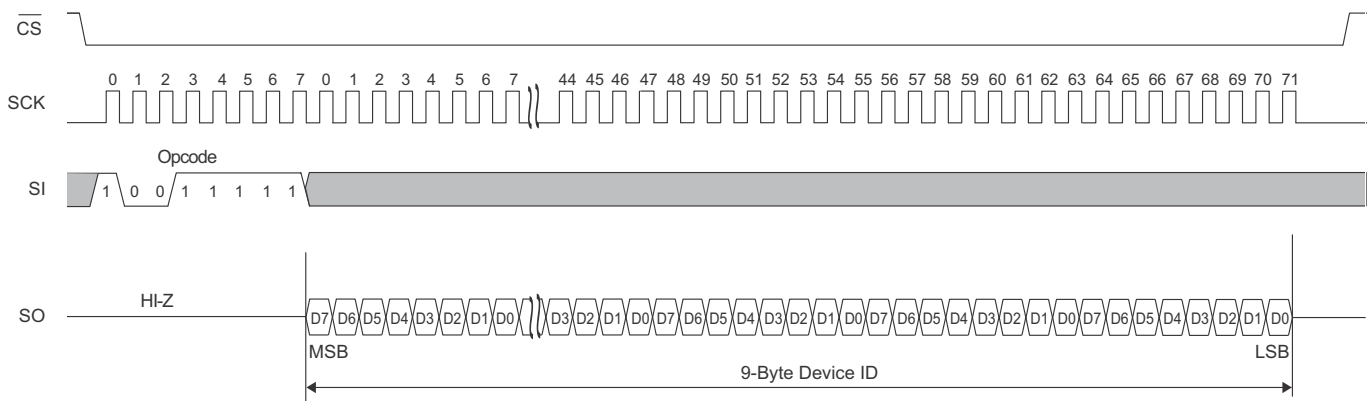 CS
0 1 2 3 4 5 6 7 0 1 2 3 4 5 6 7 44 45 46 47 48 49 50 51 52 53 54 55 56 57 58 59 60 61 62 63 64 65 66 67 68 69 70 71
SCK
Opcode
SI 1 0 0 1 1 1 1 1
HI-Z
SO D7 D6 D5 D4 D3 D2 D1 D0 D3 D2 D1 D0 D7 D6 D5 D4 D3 D2 D1 D0 D7 D6 D5 D4 D3 D2 D1 D0 D7 D6 D5 D4 D3 D2 D1 D0
MSB LSB
9-Byte Device ID